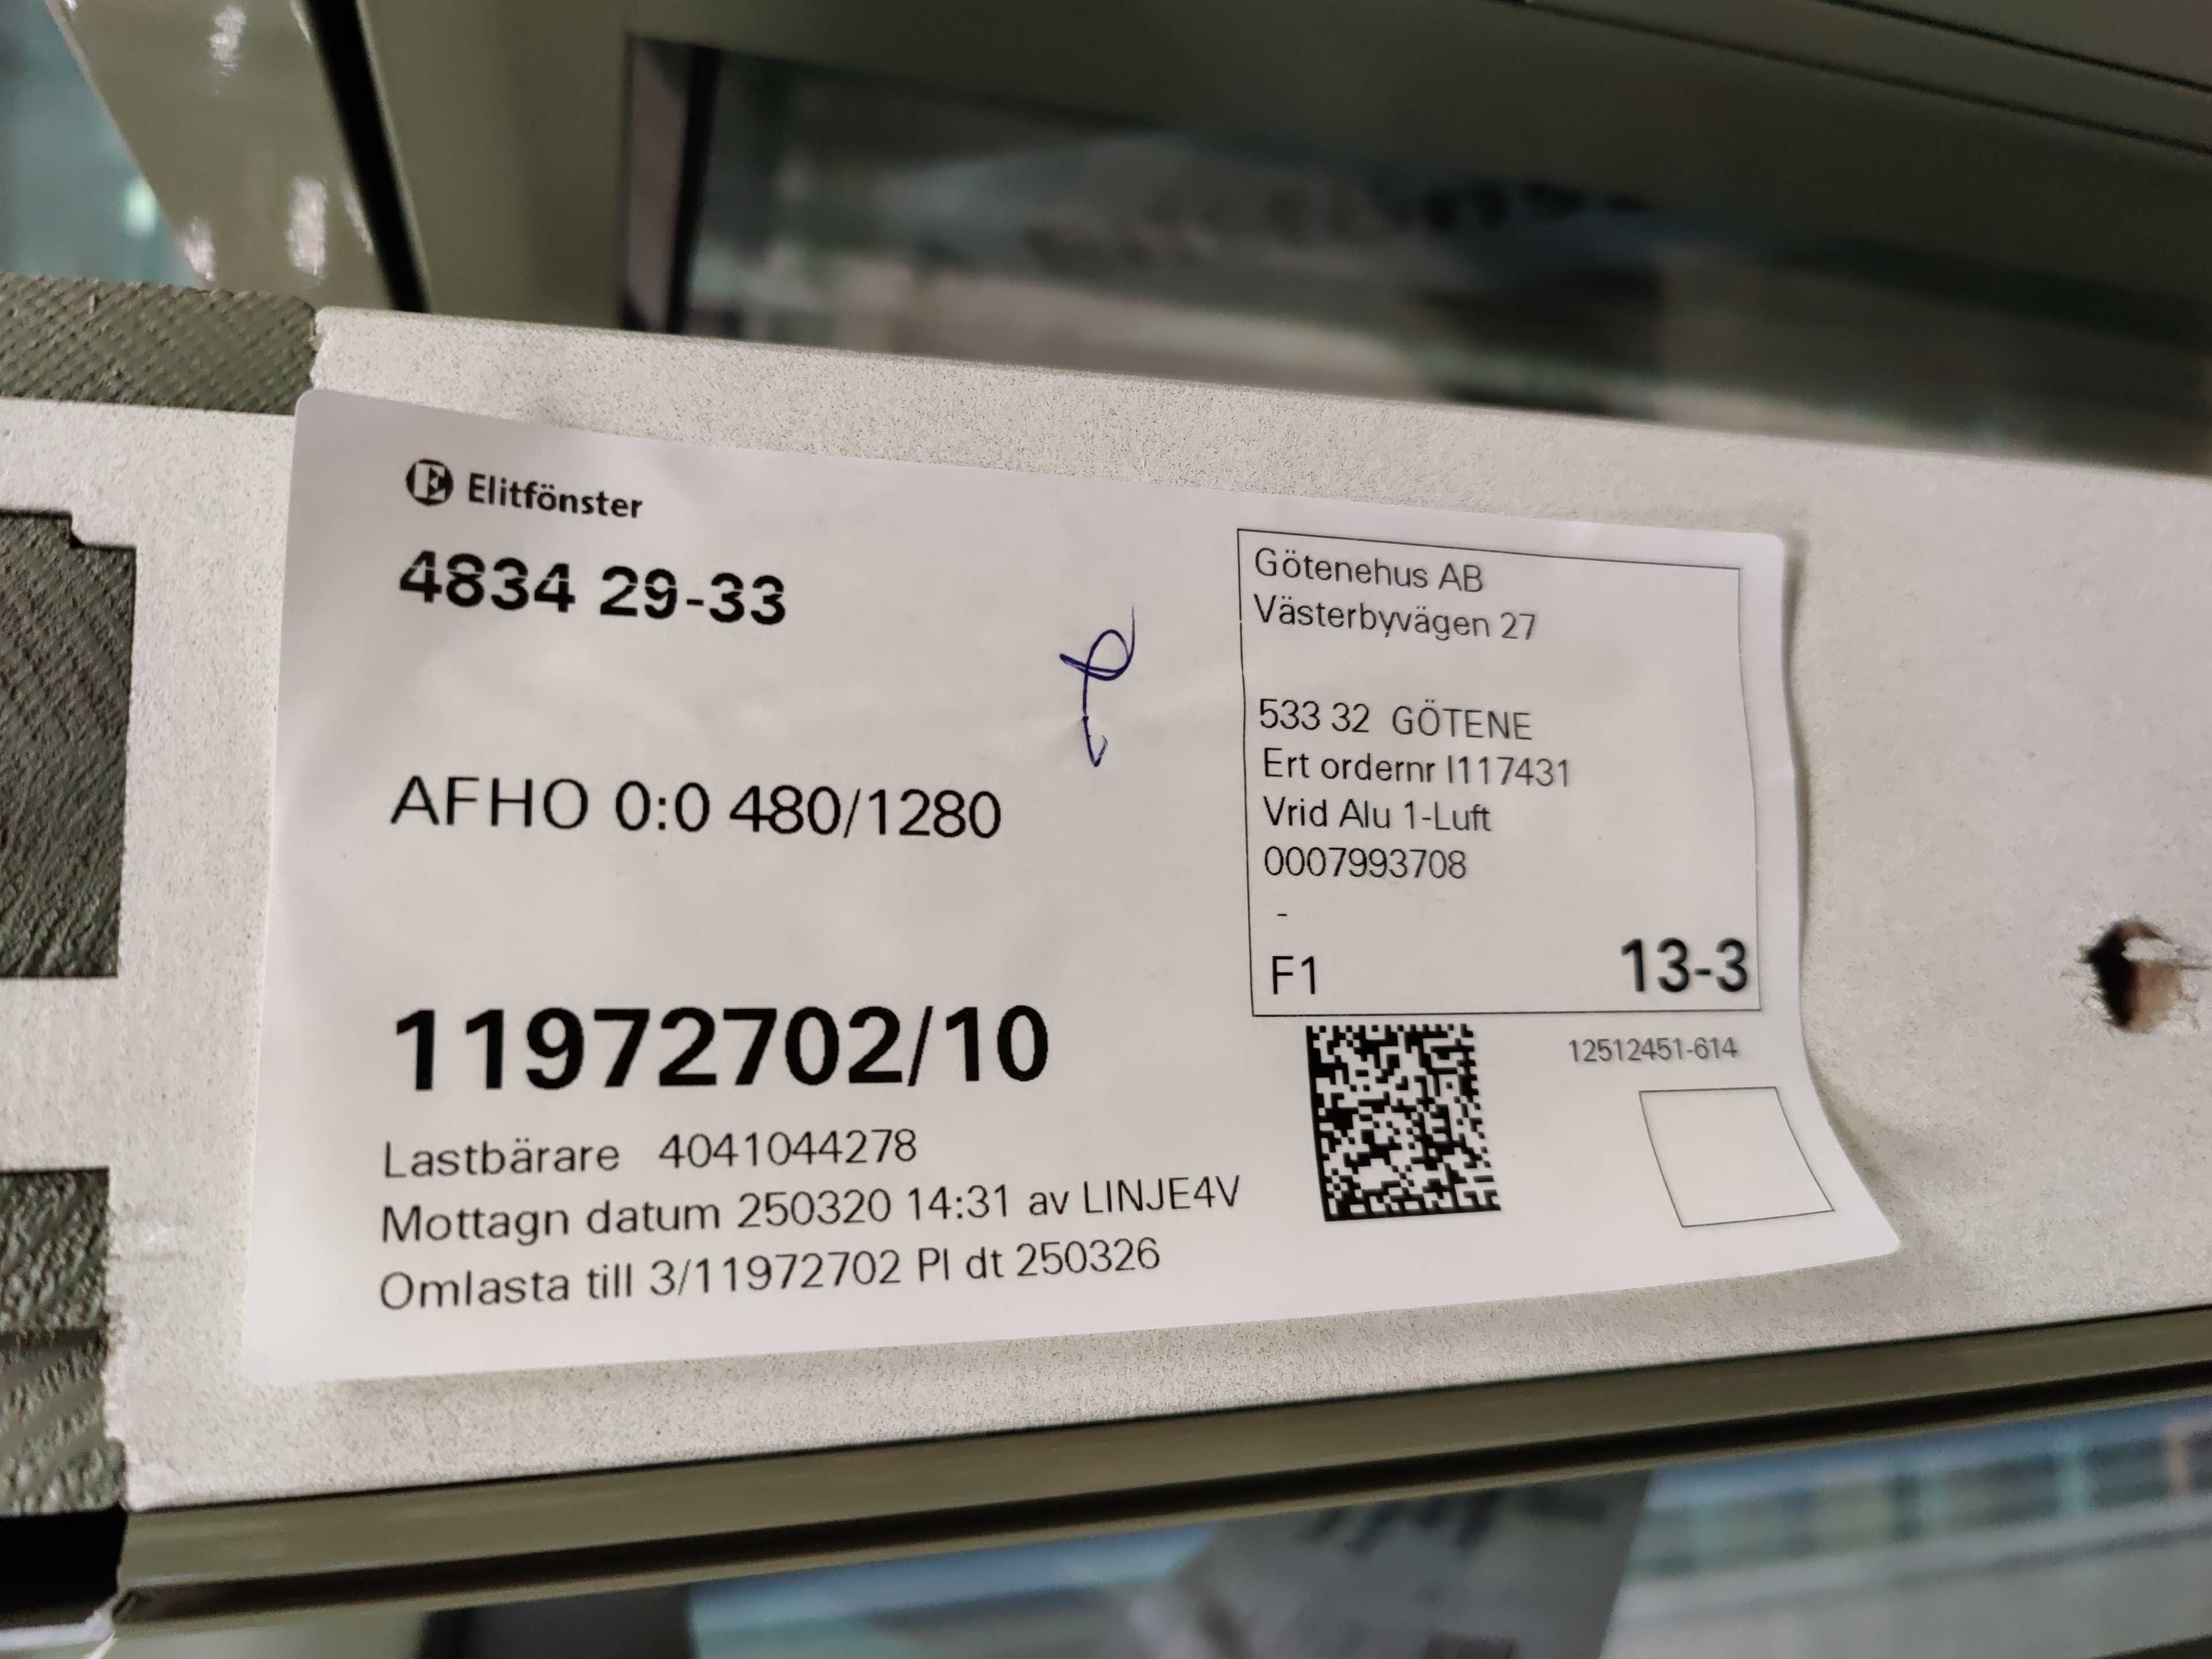 Elitfönster
4834 29-33
AFHO 0:0 480/1280
11972702/10
Lastbärare 4041044278
Mottagn datum 250320 14:31 av LINJE4V
Omlasta till 3/11972702 Pl dt 250326
Götenehus AB
Västerbyvägen 27
533 32 GÖTENE
Ert ordernr I117431
Vrid Alu 1-Luft
0007993708
-
F1 13-3
12512451-614